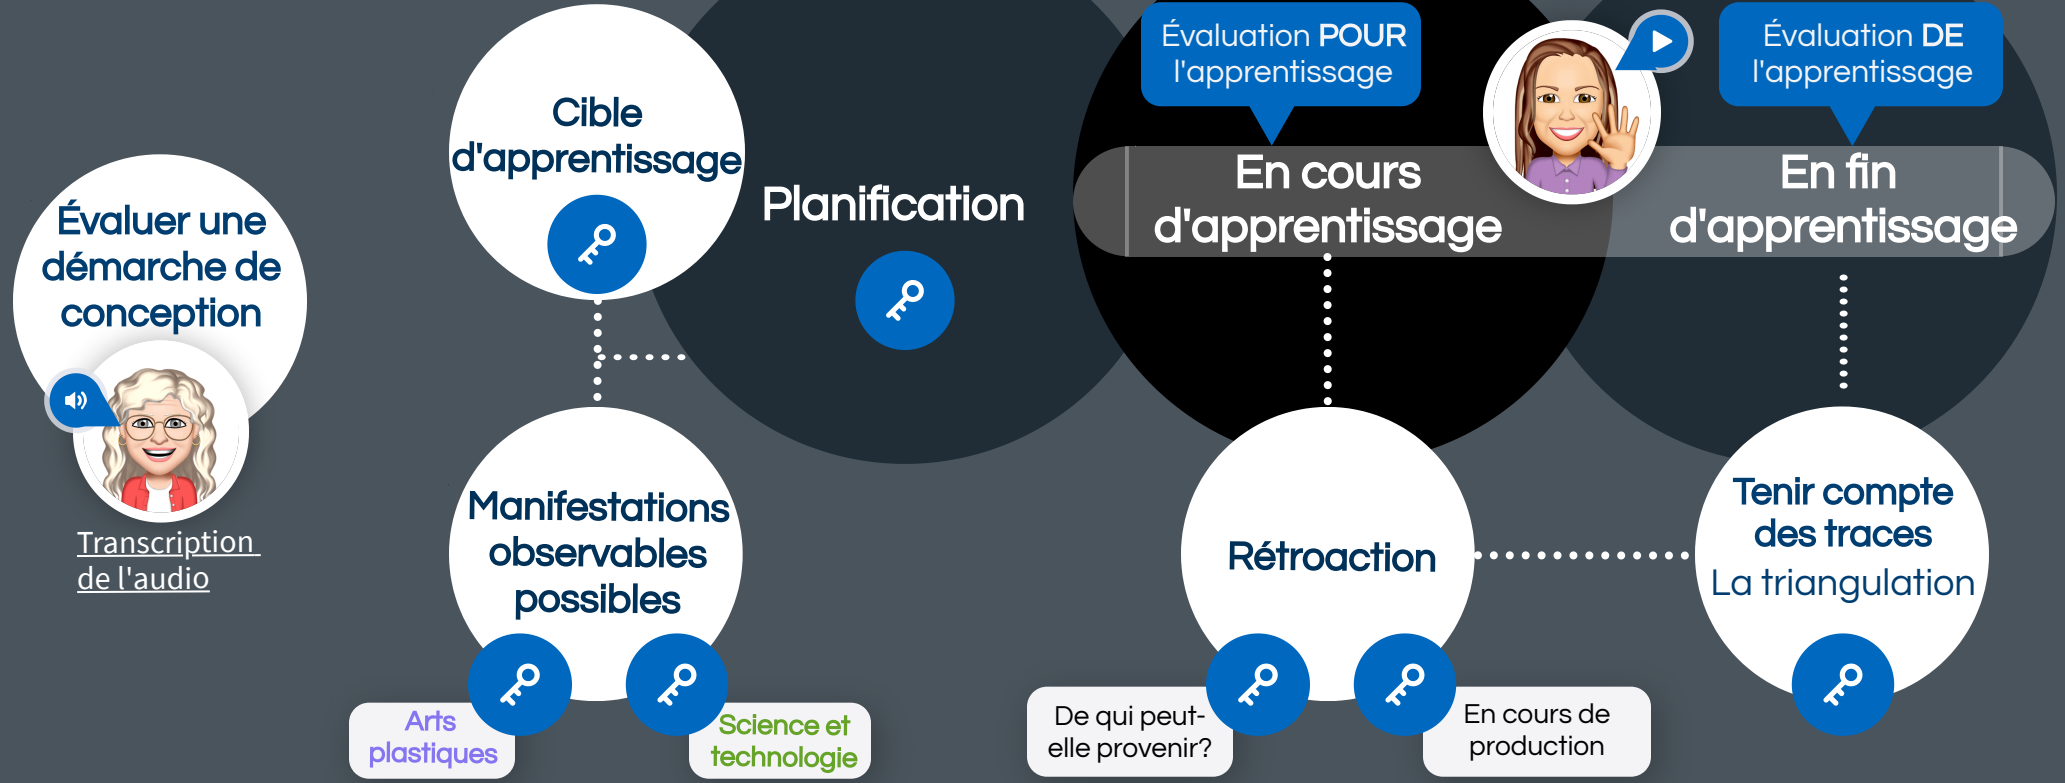 Évaluer une
démarche de
conception
Transcription
de l'audio
Cible
d'apprentissage
Manifestations
observables
possibles
Arts
plastiques
Science et
technologie
Planification
Évaluation POUR
l'apprentissage
En cours
d'apprentissage
Rétroaction
De qui peut-
elle provenir?
En cours de
production
Évaluation DE
l'apprentissage
En fin
d'apprentissage
Tenir compte
des traces
La triangulation